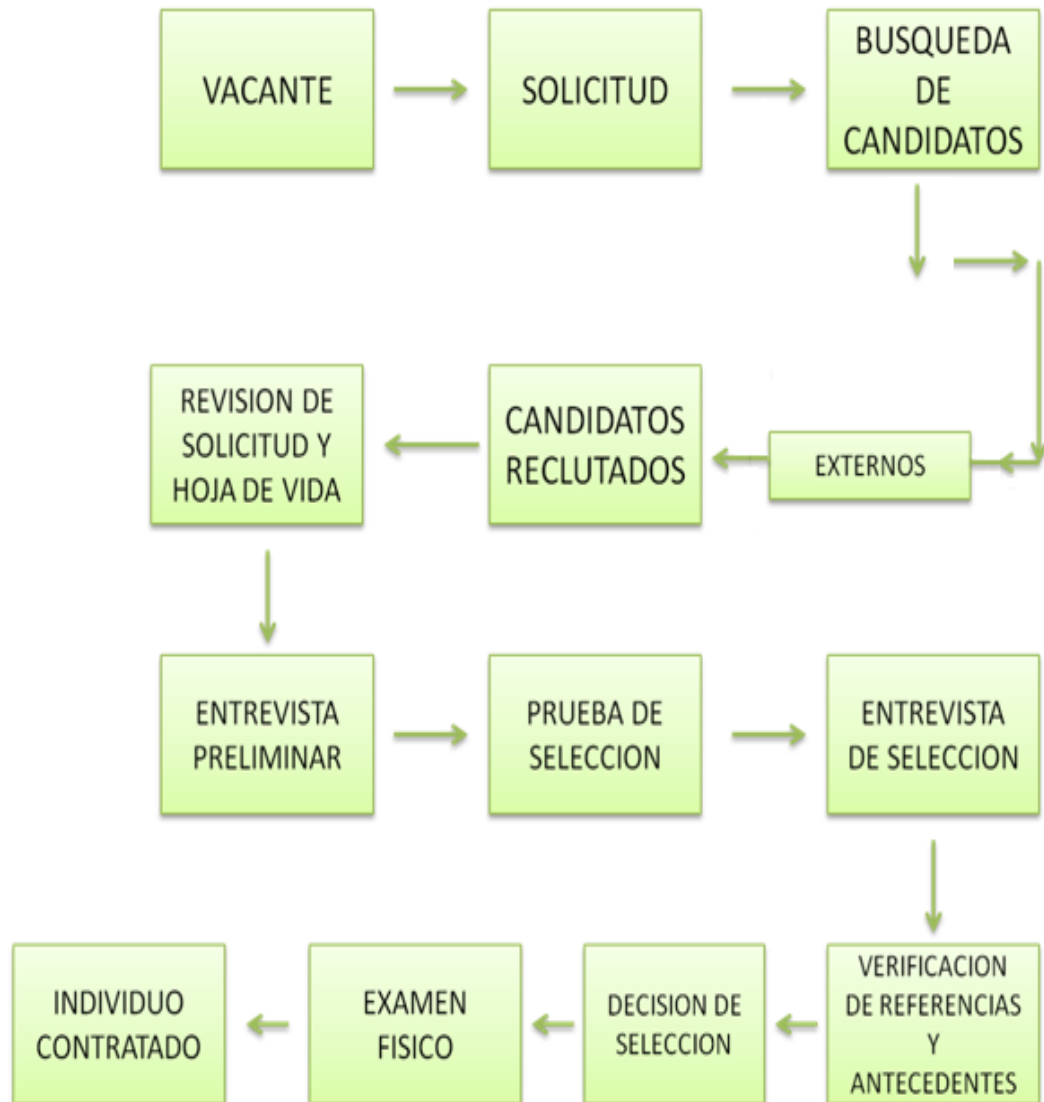 VACANTE
SOLICITUD
BUSQUEDA
DE
CANDIDATOS
EXTERNOS
CANDIDATOS
RECLUTADOS
REVISION DE
SOLICITUD Y
HOJA DE VIDA
ENTREVISTA
PRELIMINAR
PRUEBA DE
SELECCION
ENTREVISTA
DE SELECCION
VERIFICACION
DE REFERENCIAS
Y
ANTECEDENTES
DECISION DE
SELECCION
EXAMEN
FISICO
INDIVIDUO
CONTRATADO